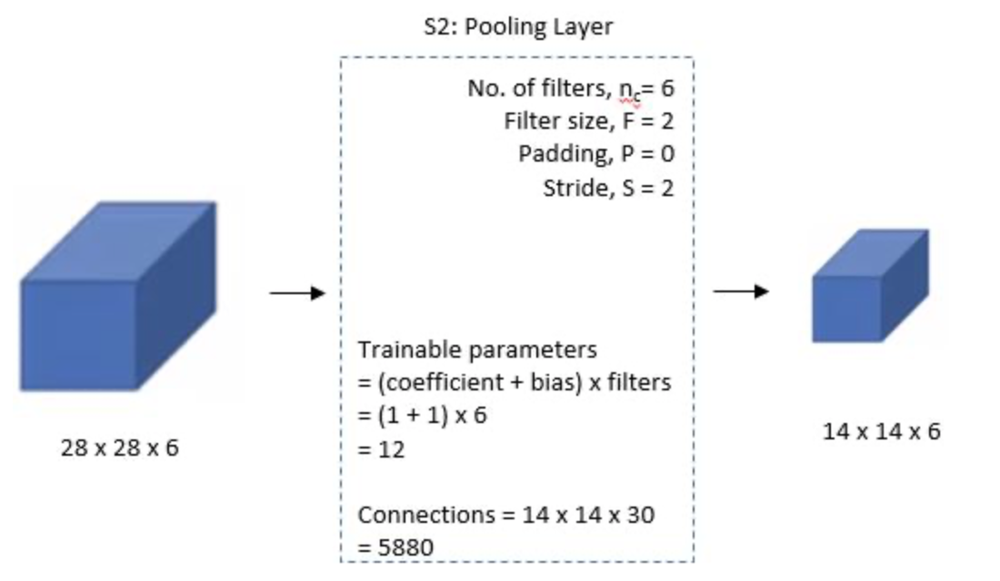 S2: Pooling Layer
No. of filters, nc= 6
Filter size, F = 2
Padding, P = 0
Stride, S = 2
Trainable parameters
= (coefficient + bias) x filters
= (1 + 1) x 6
= 12
Connections = 14 x 14 x 30
= 5880
28 x 28 x 6
14 x 14 x 6